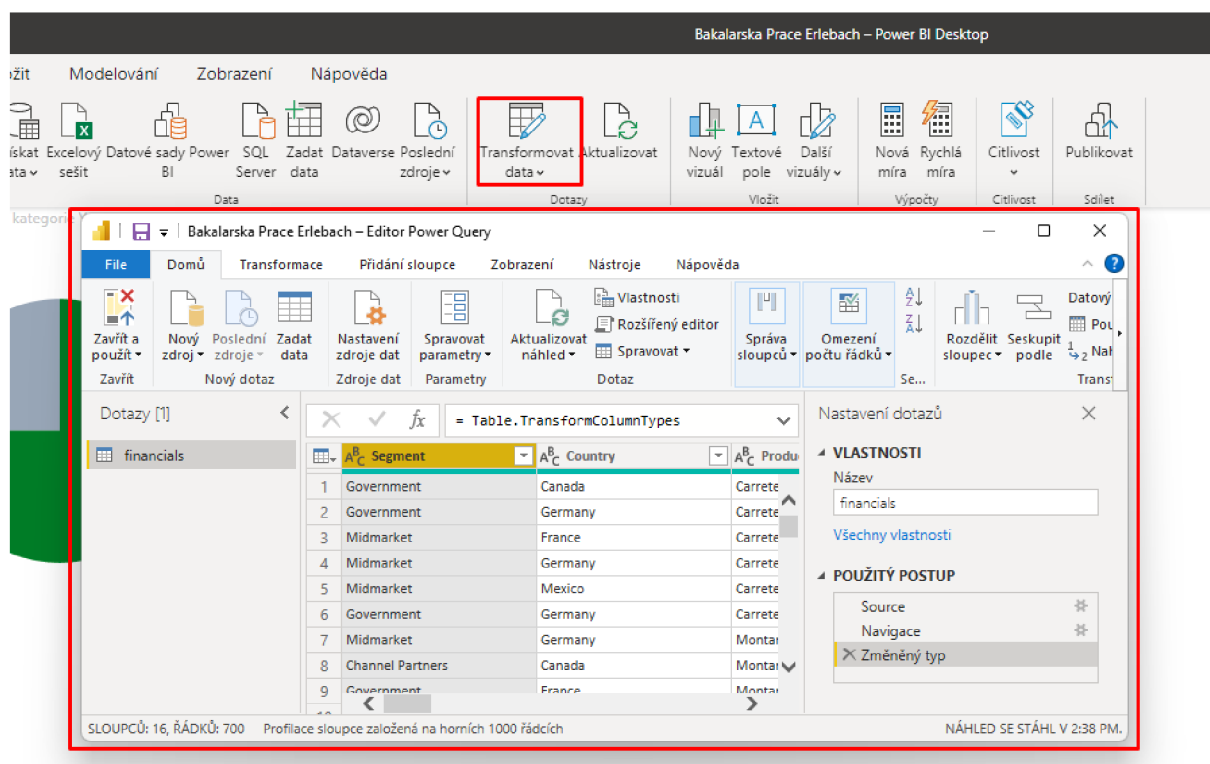 Bakalarska Prace Erlebach – Power BI Desktop
Modelování Zobrazení Nápověda
Excelový sešit
Datové sady Power BI
SQL Server
Zadat data
Dataverse
Poslední zdroje
Transformovat data
Aktualizovat
Nový vizuál
Textové pole
Další vizuály
Nová míra
Rychlá míra
Citlivost
Publikovat
Data Dotazy Vložit Výpočty Citlivost Sdílet
kategorie
Bakalarska Prace Erlebach – Editor Power Query
File Domů Transformace Přidání sloupce Zobrazení Nástroje Nápověda
Zavřít a použít
Nový zdroj
Poslední zdroje
Zadat data
Nastavení zdroje dat
Spravovat parametry
Aktualizovat náhled
Vlastnosti
Rozšířený editor
Spravovat
Správa sloupců
Omezení počtu řádků
Rozdělit sloupec
Seskupit podle
Datový
Zavřít Nový dotaz Zdroje dat Parametry Dotaz Se...
Dotazy [1]
financials
fx = Table.TransformColumnTypes
Segment Country
1 Government Canada
2 Government Germany
3 Midmarket France
4 Midmarket Germany
5 Midmarket Mexico
6 Government Germany
7 Midmarket Germany
8 Channel Partners Canada
9 Government France
Nastavení dotazů
VLASTNOSTI
Název
financials
Všechny vlastnosti
POUŽITÝ POSTUP
Source
Navigace
Změněný typ
SLOUPCŮ: 16, ŘÁDKŮ: 700 Profilace sloupce založená na horních 1000 řádcích NÁHLED SE STÁHL V 2:38 PM.